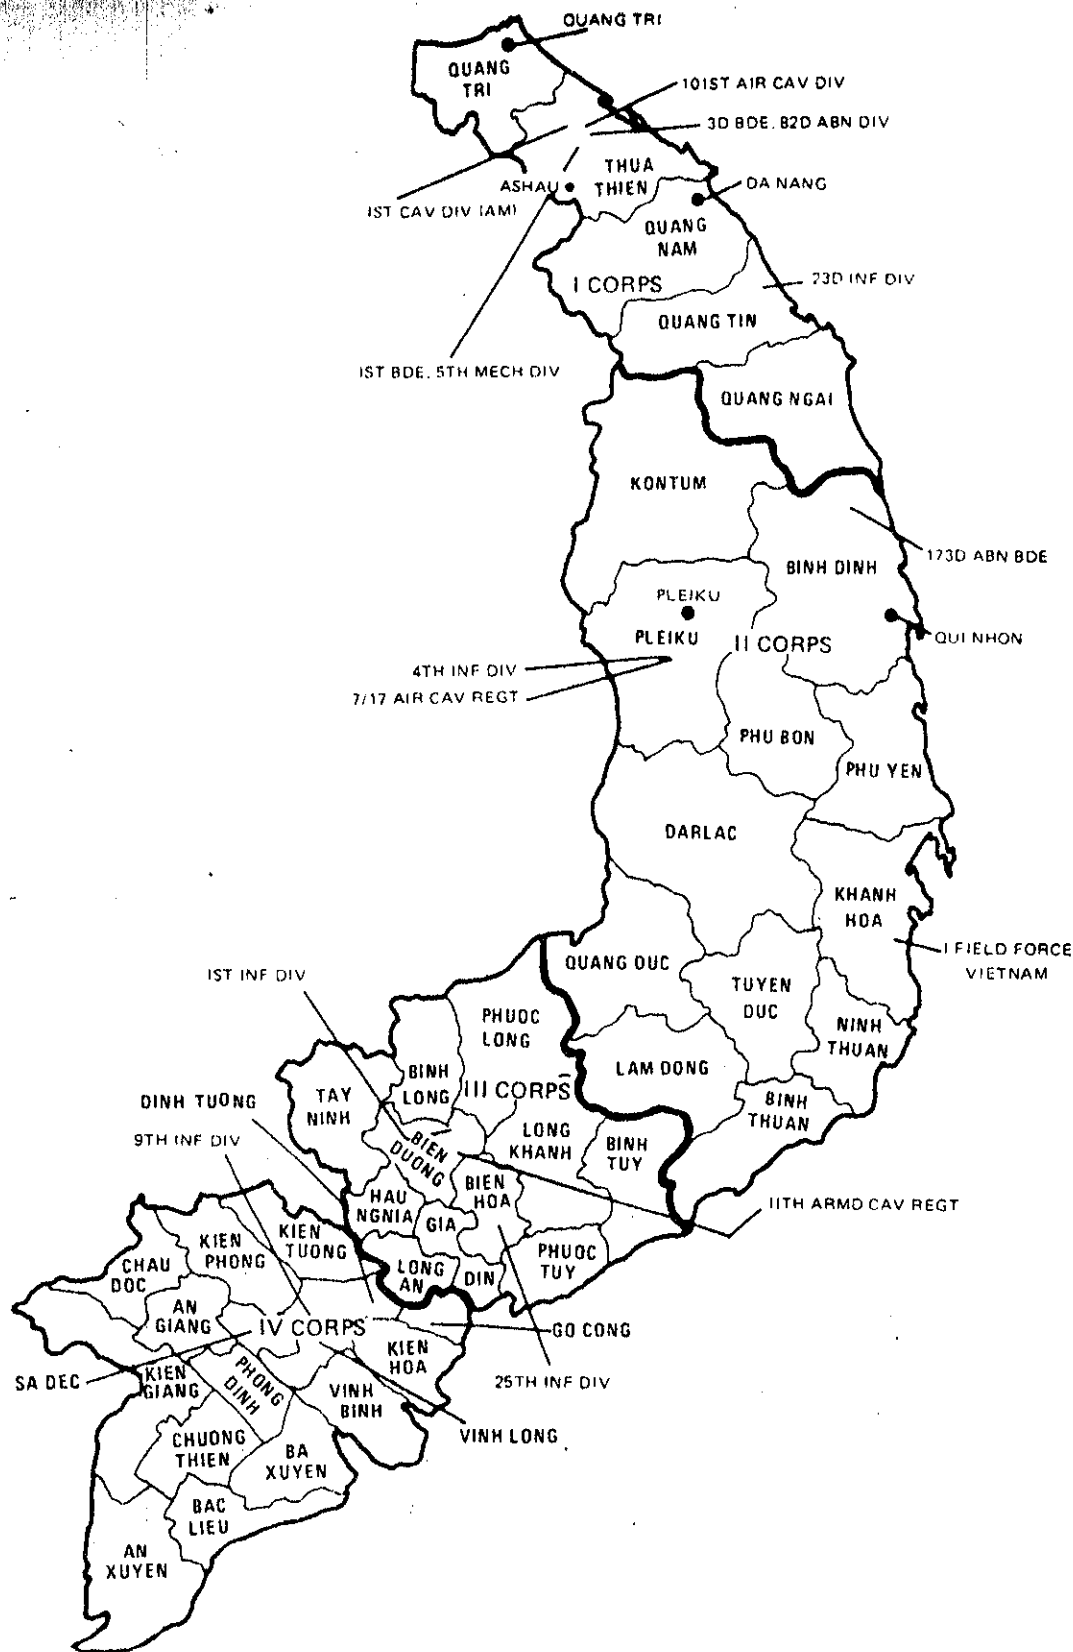 QUANG TRI
QUANG
TRI
101ST AIR CAV DIV
3D BDE. 82D ABN DIV
THUA
THIEN
ASHAU
DA NANG
1ST CAV DIV (AM)
QUANG
NAM
I CORPS
23D INF DIV
QUANG TIN
1ST BDE. 5TH MECH DIV
QUANG NGAI
KONTUM
173D ABN BDE
BINH DINH
PLEIKU
PLEIKU
II CORPS
QUI NHON
4TH INF DIV
7/17 AIR CAV REGT
PHU BON
PHU YEN
DARLAC
KHANH
HOA
I FIELD FORCE
VIETNAM
QUANG DUC
1ST INF DIV
TUYEN
DUC
PHUOC
LONG
NINH
THUAN
LAM DONG
BINH
LONG
III CORPS
TAY
NINH
BINH
THUAN
DINH TUONG
9TH INF DIV
LONG
KHANH
BINH
TUY
BIEN
DUONG
BIEN
HOA
HAU
NGNIA
11TH ARMD CAV REGT
GIA
KIEN
TUONG
KIEN
PHONG
PHUOC
TUY
CHAU
DOC
LONG
AN
DIN
AN
GIANG
IV CORPS
GO CONG
KIEN
HOA
SA DEC
KIEN
GIANG
PHONG
DINH
25TH INF DIV
VINH
BINH
VINH LONG
CHUONG
THIEN
BA
XUYEN
BAC
LIEU
AN
XUYEN